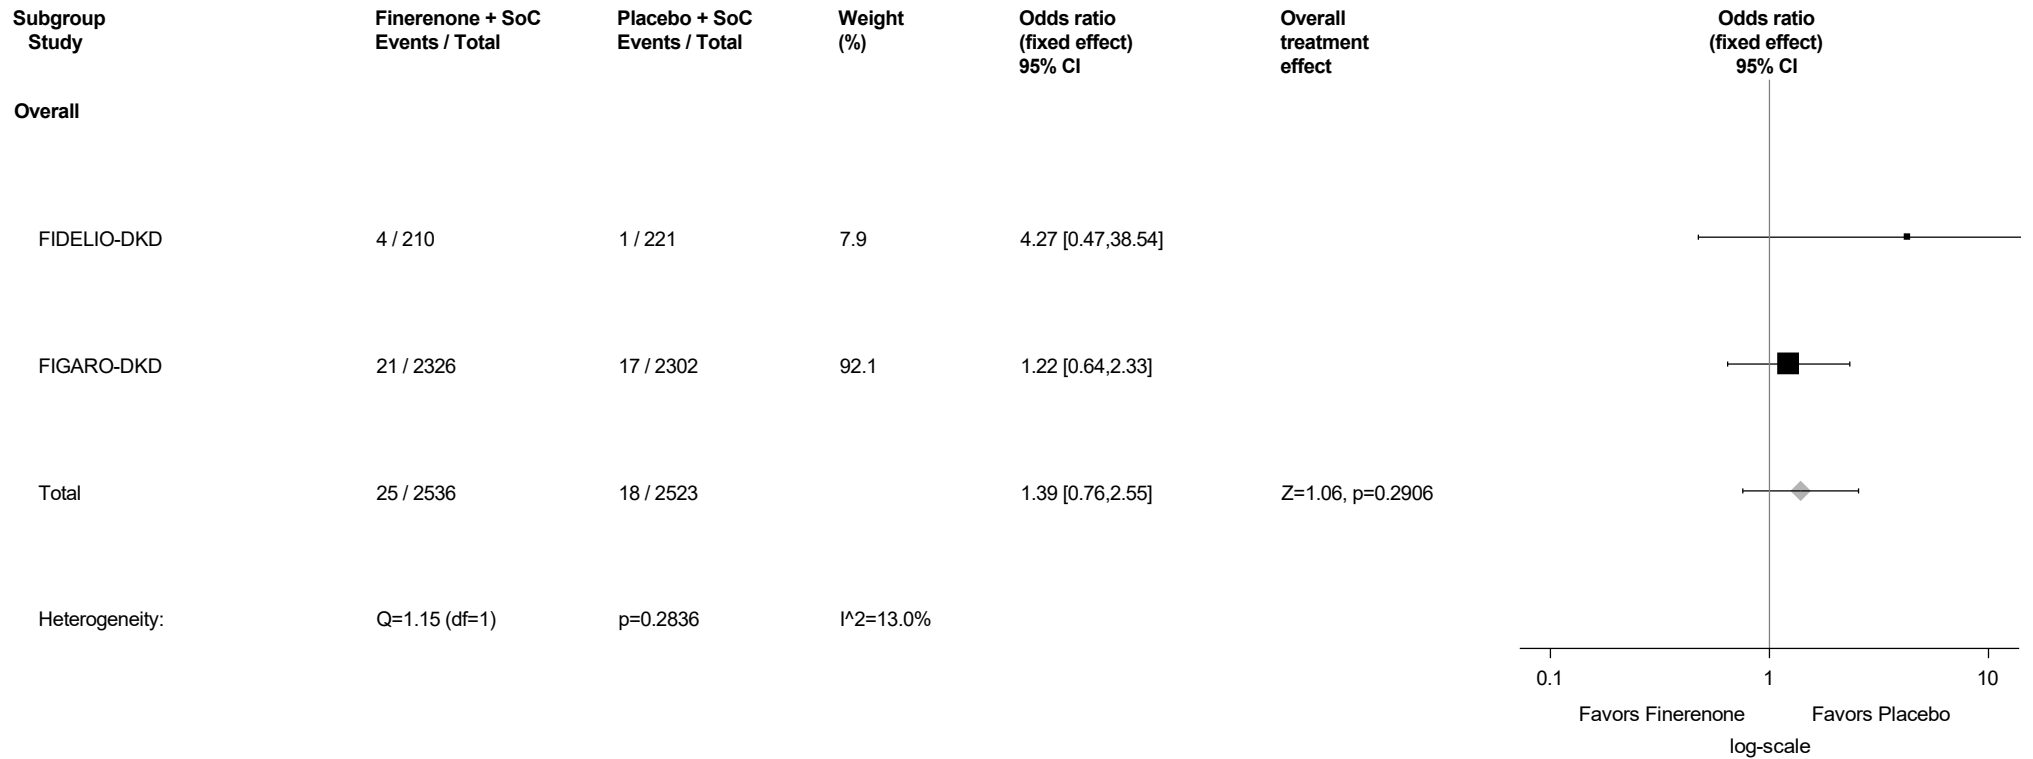 Subgroup Finerenone + SoC Placebo + SoC Weight Odds ratio Overall Odds ratio
Study Events / Total Events / Total (%) (fixed effect) treatment (fixed effect)
95% CI effect 95% CI
Overall
FIDELIO-DKD 4 / 210 1 / 221 7.9 4.27 [0.47,38.54]
FIGARO-DKD 21 / 2326 17 / 2302 92.1 1.22 [0.64,2.33]
Total 25 / 2536 18 / 2523 1.39 [0.76,2.55] Z=1.06, p=0.2906
Heterogeneity: Q=1.15 (df=1) p=0.2836 I^2=13.0%
0.1 1 10
Favors Finerenone Favors Placebo
log-scale